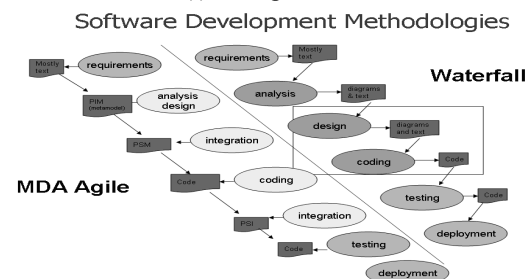 Software Development Methodologies
Waterfall
MDA Agile
requirements
Mostly
text
analysis
diagrams
& text
design
diagrams
and text
coding
Code
testing
Code
deployment
Mostly
text
requirements
PIM
(metamodel)
analysis
design
PSM
integration
Code
coding
PSI
integration
Code
testing
deployment